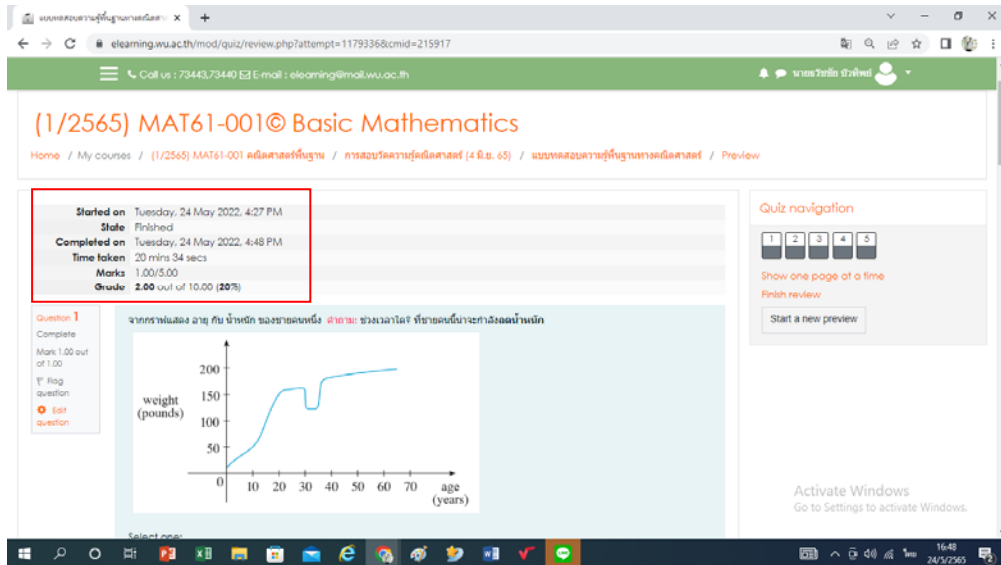 แบบทดสอบความรู้พื้นฐานทางคณิตศาสต
elearning.wu.ac.th/mod/quiz/review.php?attempt=1179336&cmid=215917
Call us : 73443,73440 E-mail : elearning@mail.wu.ac.th
(1/2565) MAT61-001© Basic Mathematics
Home / My courses / (1/2565) MAT61-001 คณิตศาสตร์พื้นฐาน / การสอบวัดความรู้คณิตศาสตร์ (4 มิ.ย. 65) / แบบทดสอบความรู้พื้นฐานทางคณิตศาสตร์ / Preview
Started on Tuesday, 24 May 2022, 4:27 PM
State Finished
Completed on Tuesday, 24 May 2022, 4:48 PM
Time taken 20 mins 34 secs
Marks 1.00/5.00
Grade 2.00 out of 10.00 (20%)
Quiz navigation
1 2 3 4 5
Show one page at a time
Finish review
Start a new preview
Question 1
Complete
Mark 1.00 out
of 1.00
Flag
question
Edit
question
จากกราฟแสดง อายุ กับ น้ำหนัก ของชายคนหนึ่ง คำถาม: ช่วงเวลาใด? ที่ชายคนนี้น่าจะกำลังลดน้ำหนัก
weight
(pounds)
200
150
100
50
0 10 20 30 40 50 60 70
age
(years)
Select one:
Activate Windows
Go to Settings to activate Windows.
16:48
24/5/2565